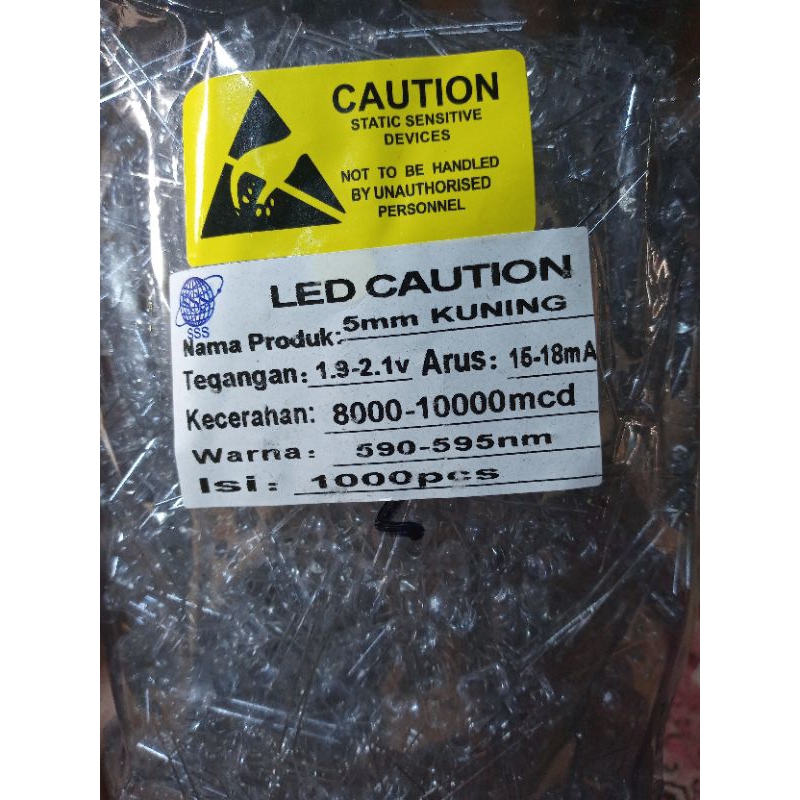 CAUTION
STATIC SENSITIVE
DEVICES
NOT TO BE HANDLED
BY UNAUTHORISED
PERSONNEL
LED CAUTION
SSS
Nama Produk: 5mm KUNING
Tegangan: 1.9-2.1v Arus: 15-18mA
Kecerahan: 8000-10000mcd
Warna: 590-595nm
Isi: 1000pcs